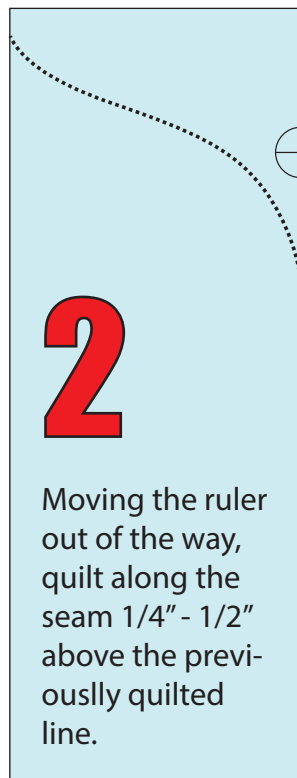 2
Moving the ruler
out of the way,
quilt along the
seam 1/4” - 1/2”
above the previ-
ouslly quilted
line.